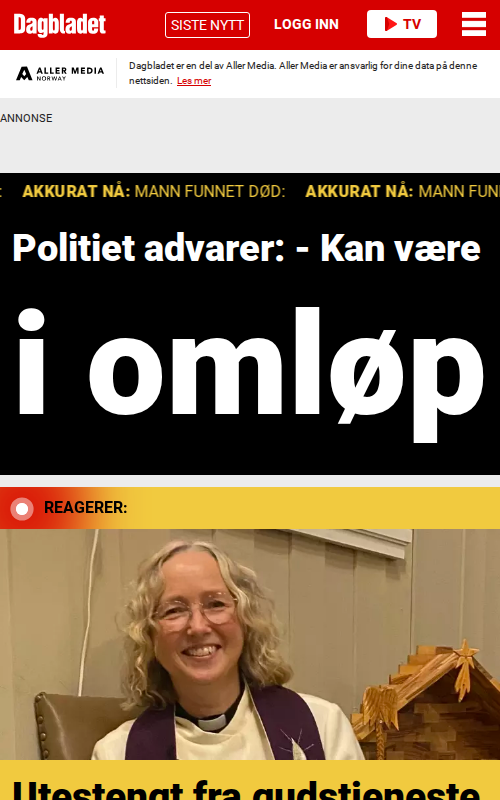 Dagbladet
SISTE NYTT
LOGG INN
TV
ALLER MEDIA
NORWAY
Dagbladet er en del av Aller Media. Aller Media er ansvarlig for dine data på denne
nettsiden. Les mer
ANNONSE
: AKKURAT NÅ: MANN FUNNET DØD: AKKURAT NÅ: MANN
Politiet advarer: - Kan være
i omløp
REAGERER:
Utestengt fra gudstjeneste